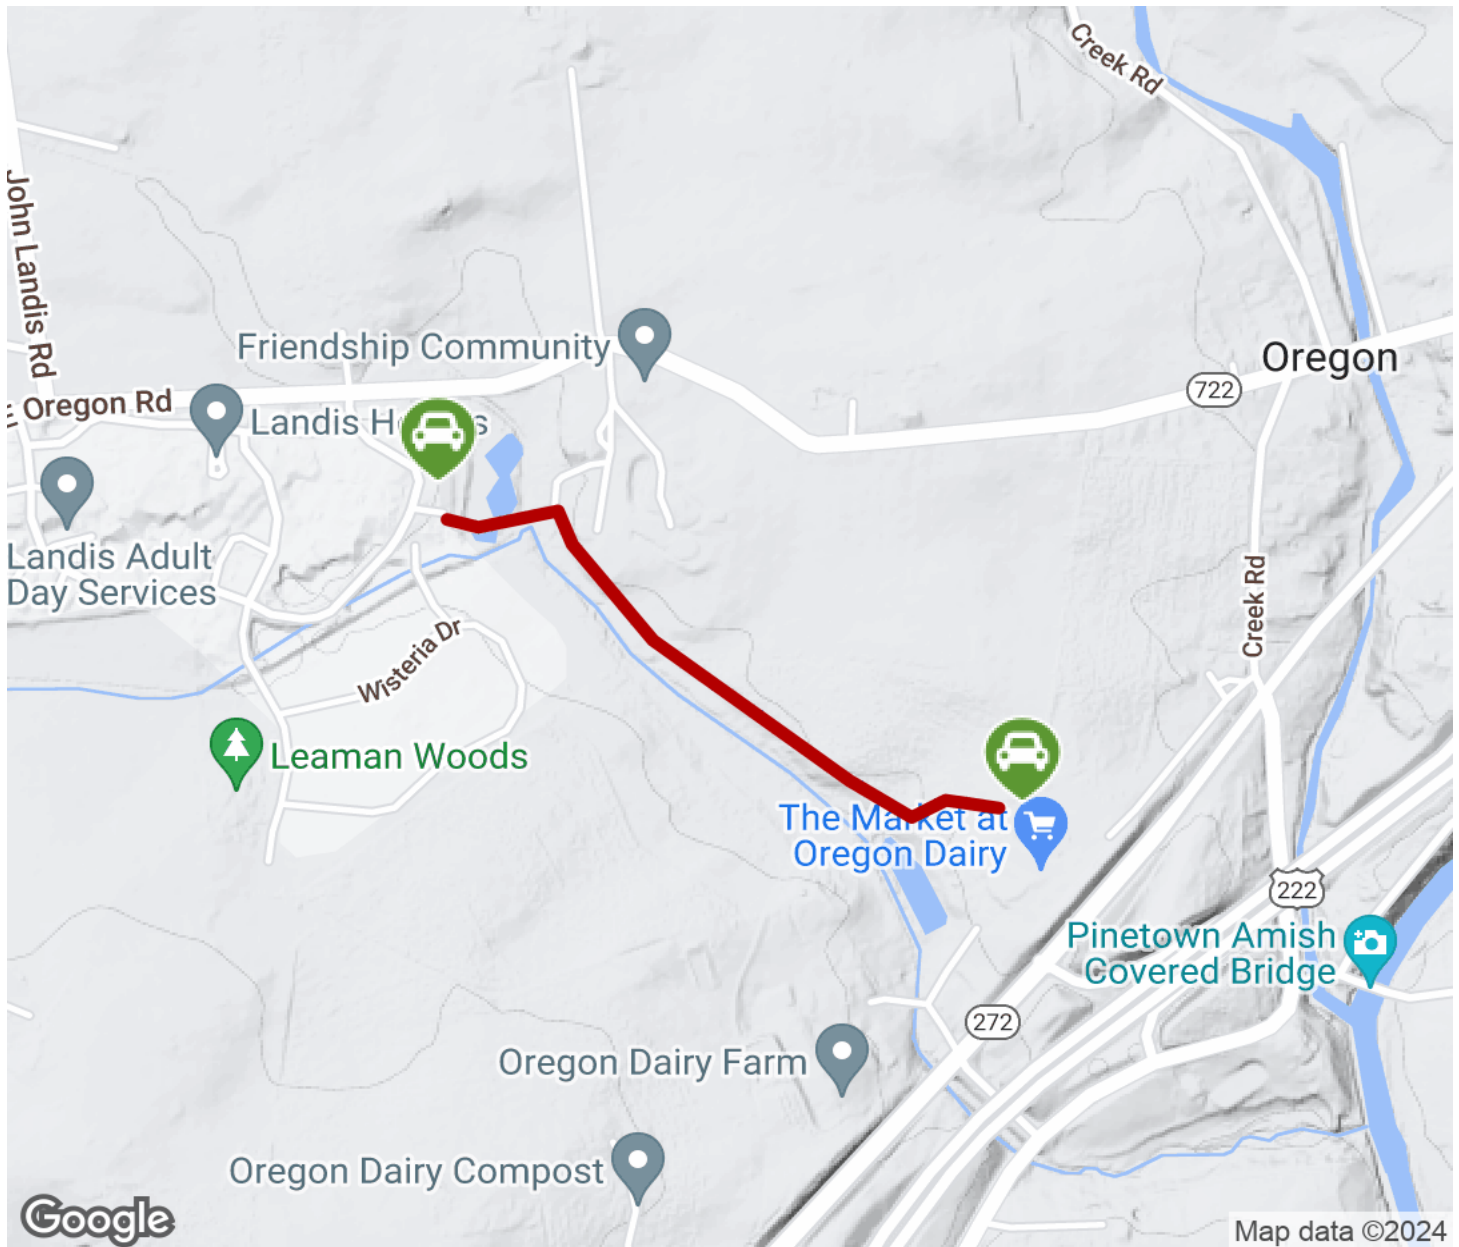 Creek Rd
John Landis Rd
Friendship Community
Oregon
722
Oregon Rd
Landis H
s
Landis Adult
Day Services
Creek Rd
Wisteria Dr
Leaman Woods
The Market at
Oregon Dairy
222
Pinetown Amish
Covered Bridge
272
Oregon Dairy Farm
Oregon Dairy Compost
Google
Map data ©2024